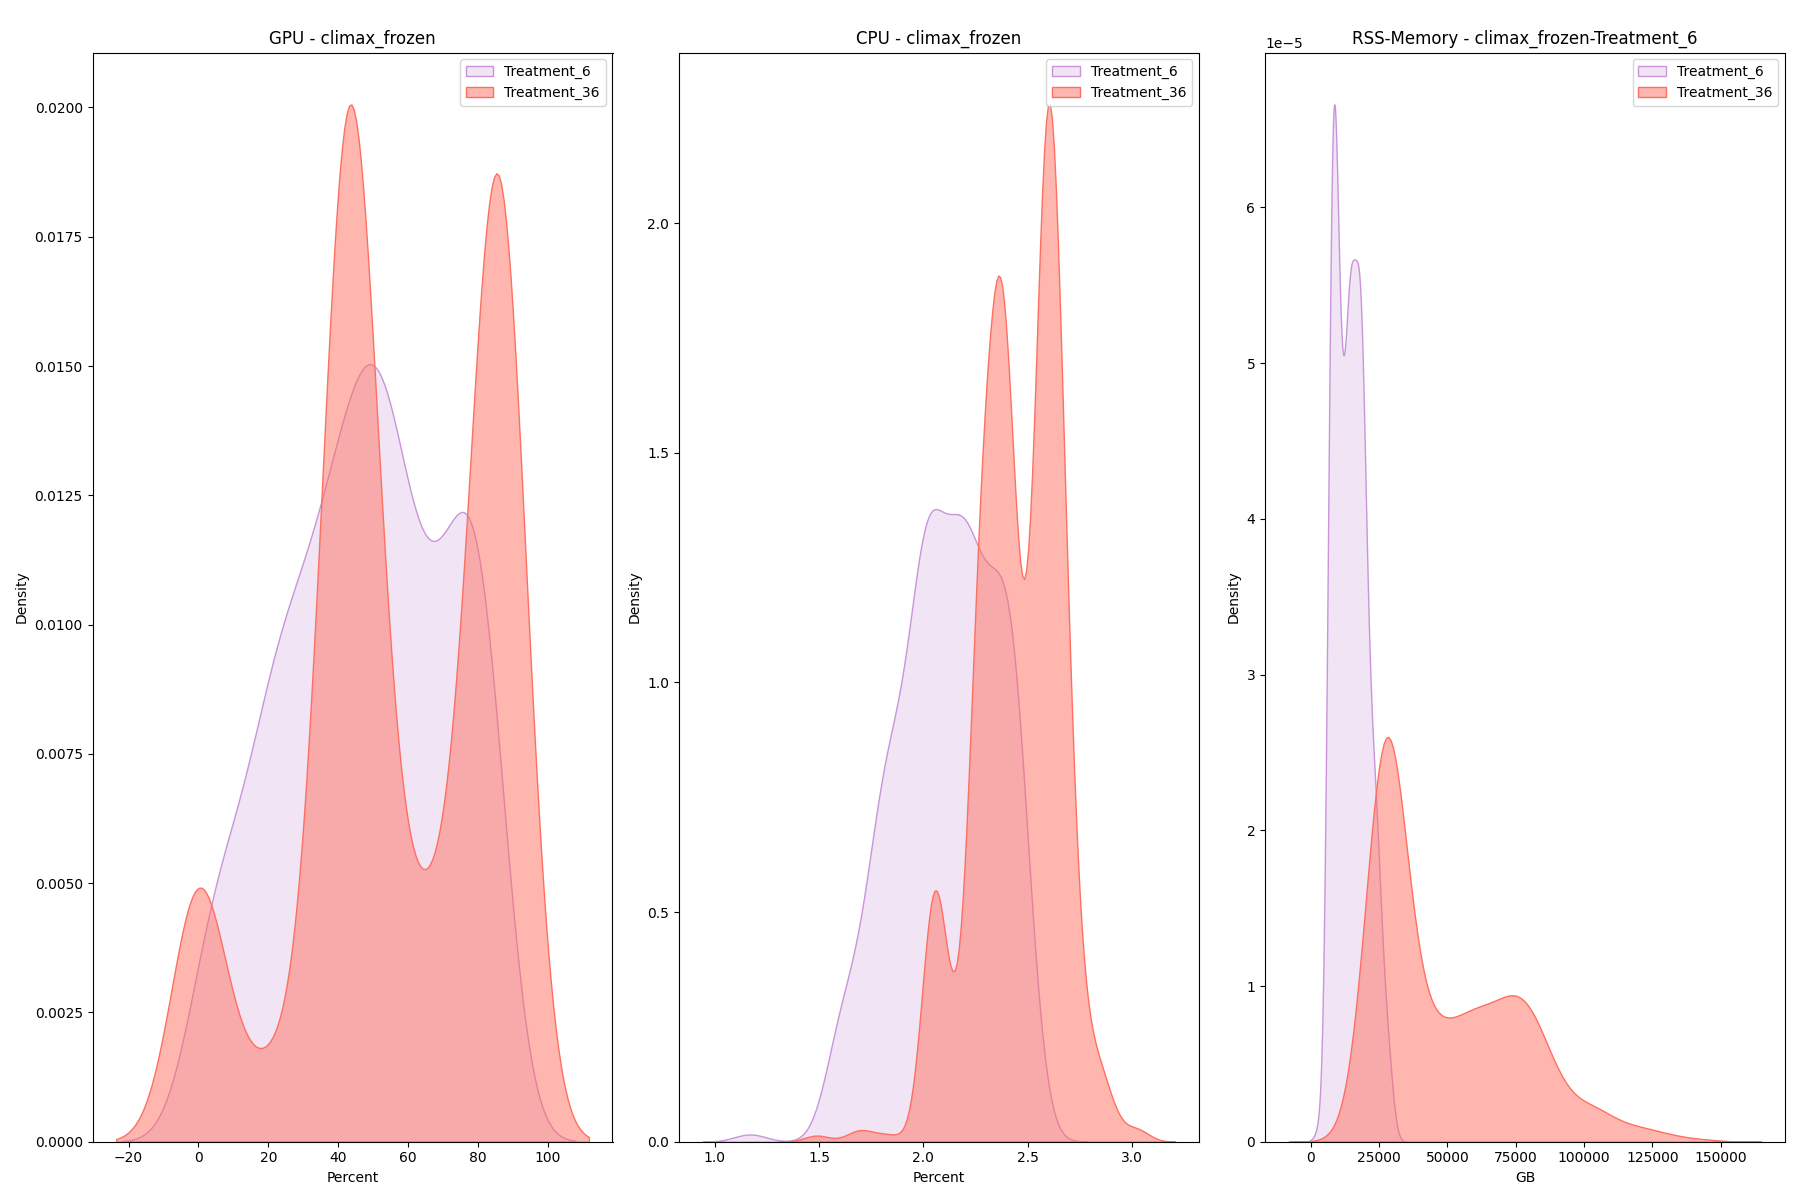 GPU - climax_frozen
Treatment_6
Treatment_36
0.0200
0.0175
0.0150
0.0125
0.0100
0.0075
0.0050
0.0025
0.0000
Density
−20 0 20 40 60 80 100
Percent
CPU - climax_frozen
Treatment_6
Treatment_36
2.0
1.5
1.0
0.5
0.0
Density
1.0 1.5 2.0 2.5 3.0
Percent
RSS-Memory - climax_frozen-Treatment_6
1e−5
Treatment_6
Treatment_36
6
5
4
3
2
1
0
Density
0 25000 50000 75000 100000 125000 150000
GB